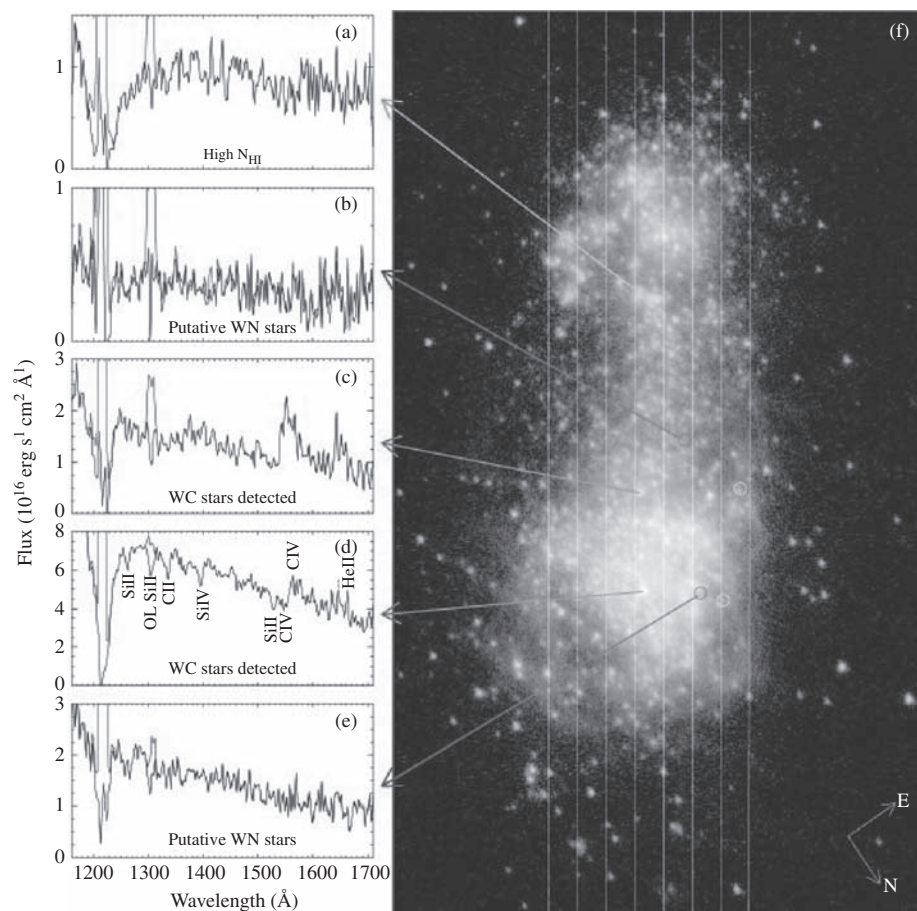 (a)
1
0
High N_HI
(b)
1
0
Putative WN stars
(c)
3
2
1
0
WC stars detected
(d)
8
6
4
2
0
SiII
OL SiII
CII
SiIV
SiII
CIV
CIV
HeII
WC stars detected
(e)
3
2
1
0
Putative WN stars
1200 1300 1400 1500 1600 1700
Wavelength (Å)
Flux (10^16 erg s^1 cm^2 Å^1)
(f)
E
N